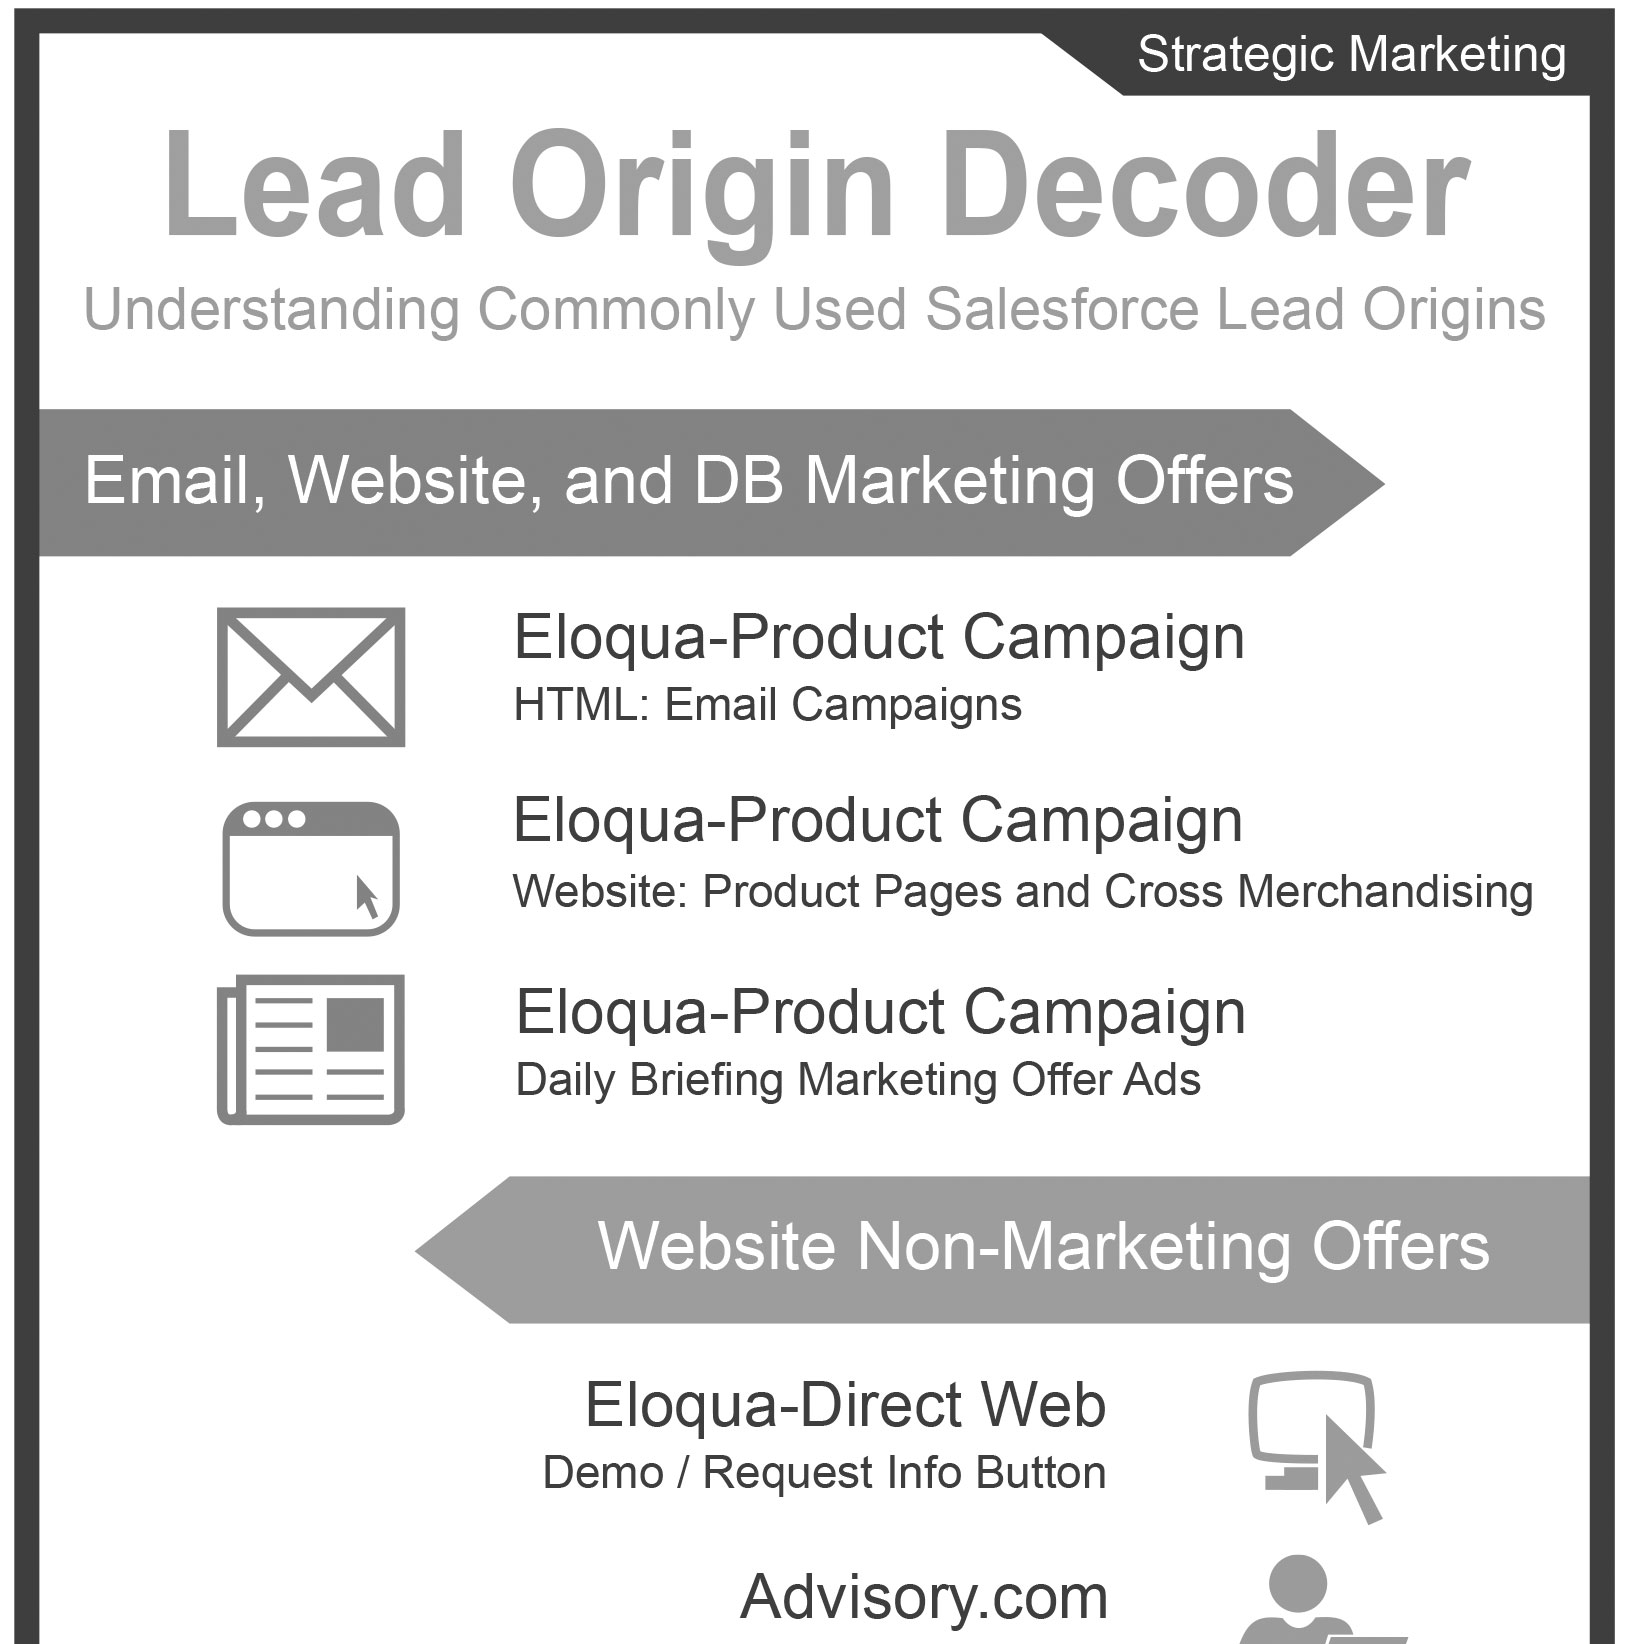 Strategic Marketing
Lead Origin Decoder
Understanding Commonly Used Salesforce Lead Origins
Email, Website, and DB Marketing Offers
Eloqua-Product Campaign
HTML: Email Campaigns
Eloqua-Product Campaign
Website: Product Pages and Cross Merchandising
Eloqua-Product Campaign
Daily Briefing Marketing Offer Ads
Website Non-Marketing Offers
Eloqua-Direct Web
Demo / Request Info Button
Advisory.com